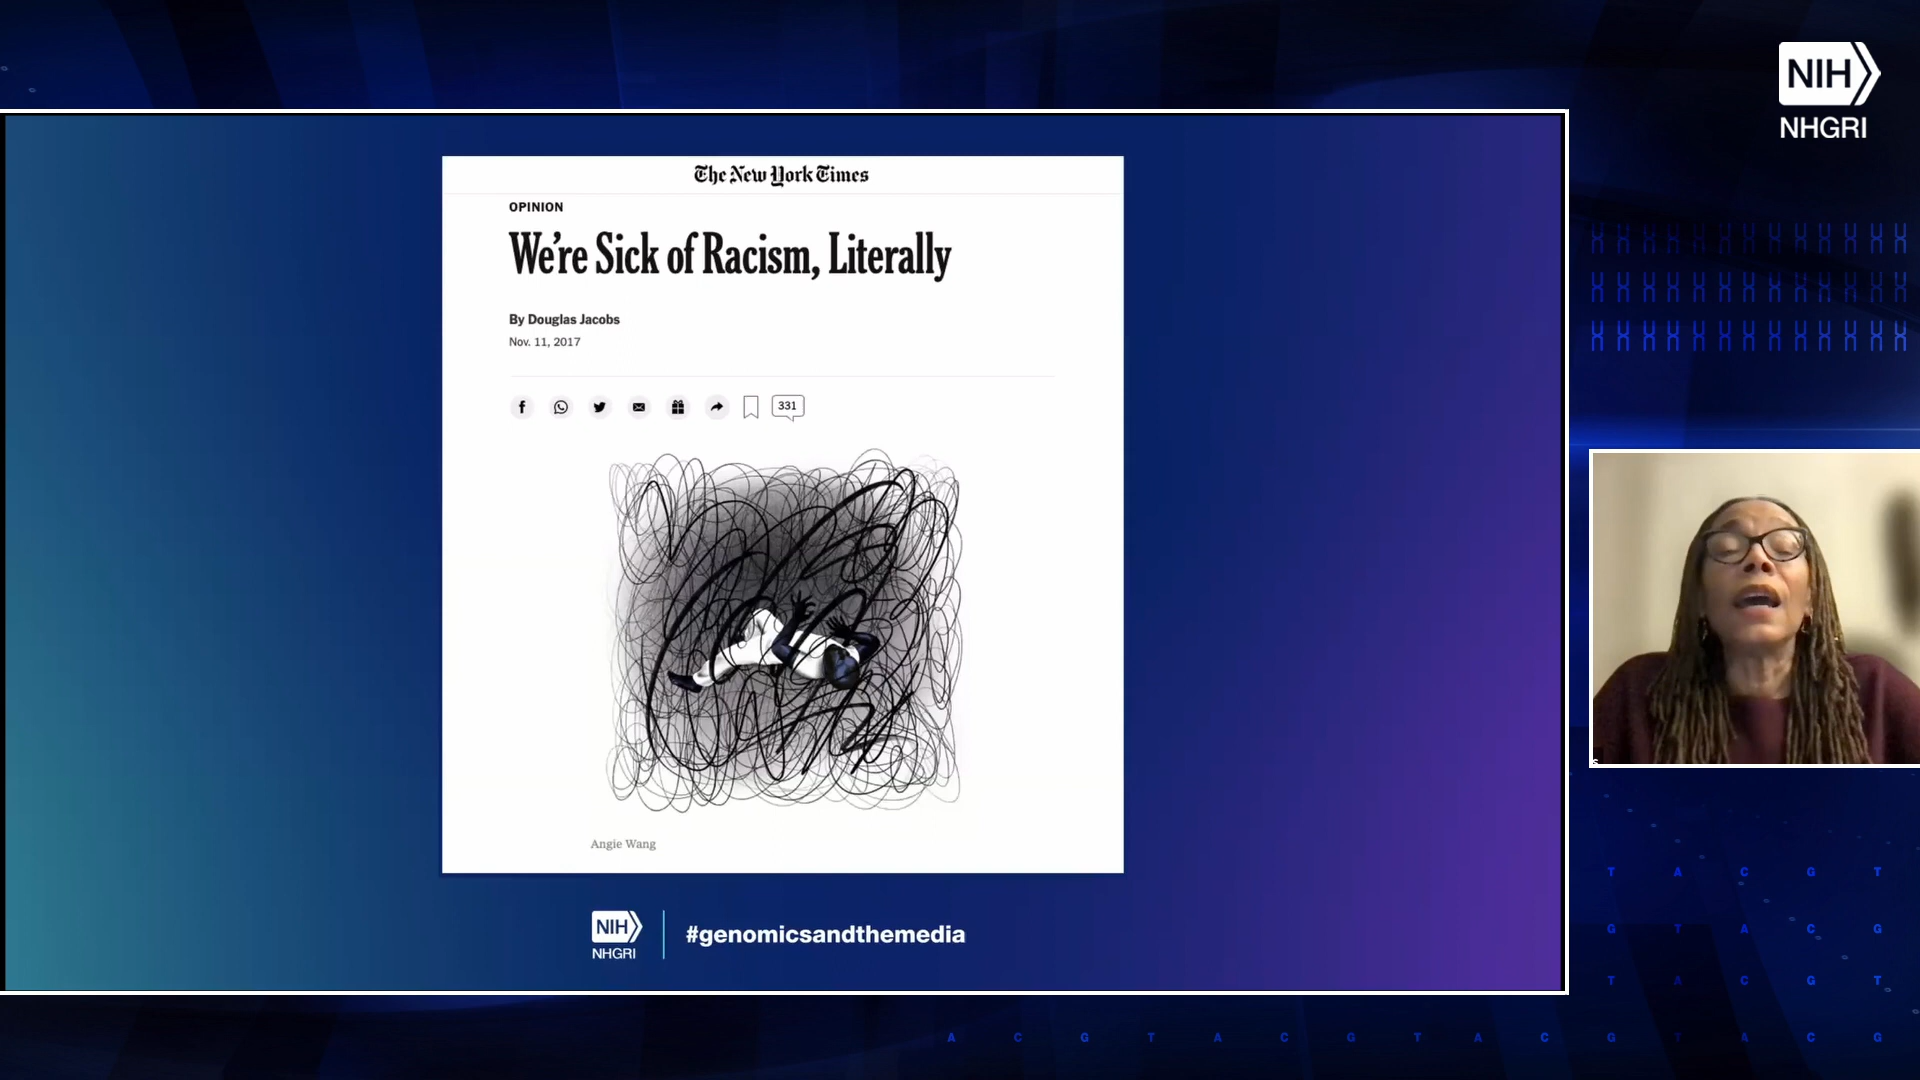 NIH
NHGRI
The New York Times
OPINION
We're Sick of Racism, Literally
By Douglas Jacobs
Nov. 11, 2017
331
Angie Wang
NIH
NHGRI
#genomicsandthemedia
s
T A C G T
G T A C G
T A C G T
A C G T A C G T A C G T A C G